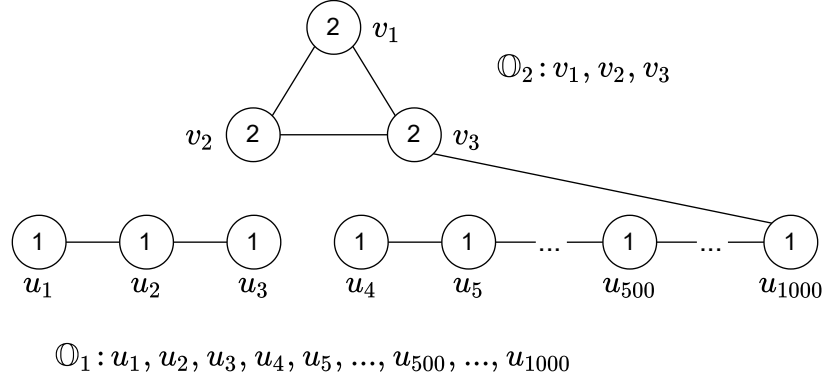 2 v₁
𝕆₂: v₁, v₂, v₃
v₂ 2 2 v₃
1 1 1 1 1 ... 1 ... 1
u₁ u₂ u₃ u₄ u₅ u₅₀₀ u₁₀₀₀
𝕆₁: u₁, u₂, u₃, u₄, u₅, ..., u₅₀₀, ..., u₁₀₀₀